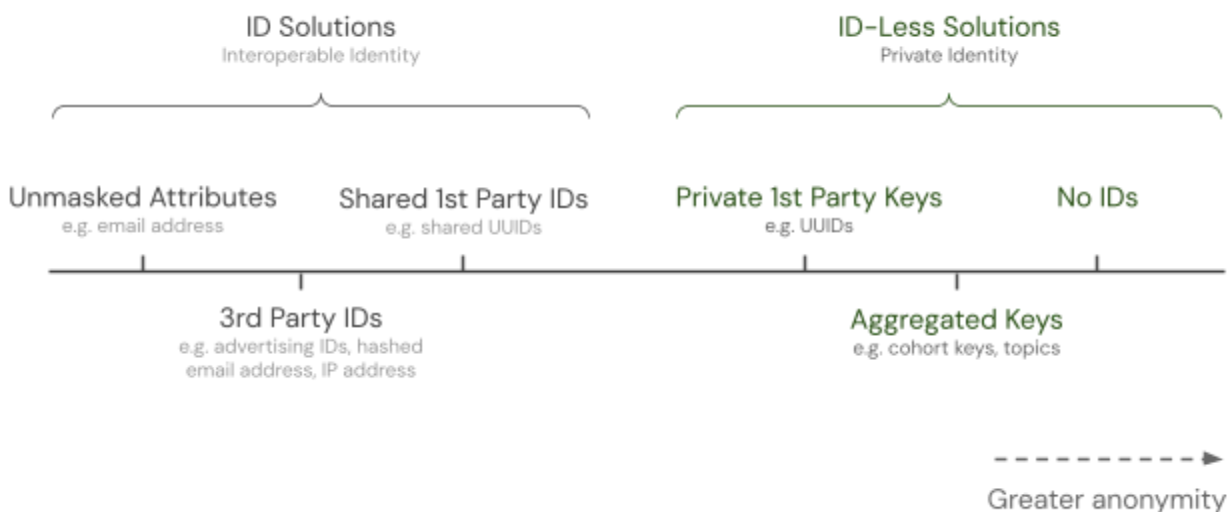 ID Solutions
Interoperable Identity
ID-Less Solutions
Private Identity
Unmasked Attributes
e.g. email address
Shared 1st Party IDs
e.g. shared UUIDs
Private 1st Party Keys
e.g. UUIDs
No IDs
3rd Party IDs
e.g. advertising IDs, hashed
email address, IP address
Aggregated Keys
e.g. cohort keys, topics
Greater anonymity